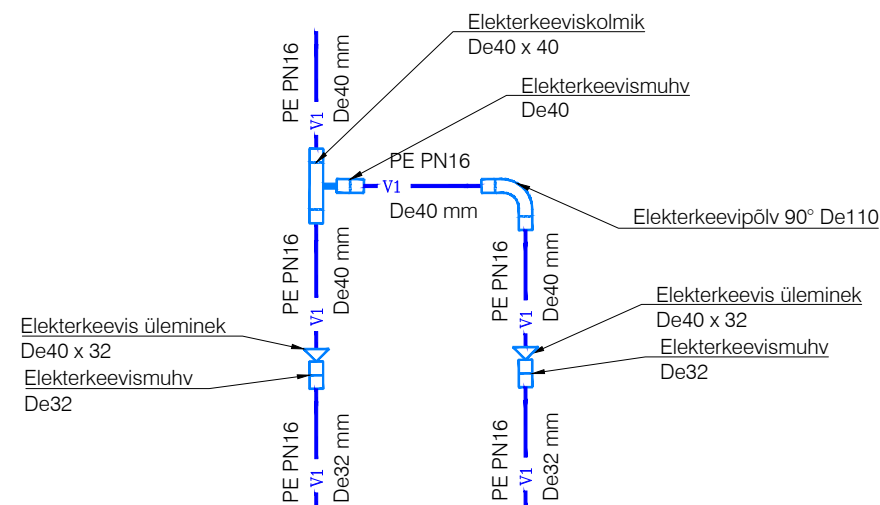 Elekterkeeviskolmik
De40 x 40
PE PN16
V1
De40 mm
Elekterkeevismuhv
De40
PE PN16
V1
De40 mm
Elekterkeevipõlv 90° De110
PE PN16
V1
De40 mm
PE PN16
V1
De40 mm
Elekterkeevis üleminek
De40 x 32
Elekterkeevismuhv
De32
Elekterkeevis üleminek
De40 x 32
Elekterkeevismuhv
De32
PE PN16
V1
De32 mm
PE PN16
V1
De32 mm